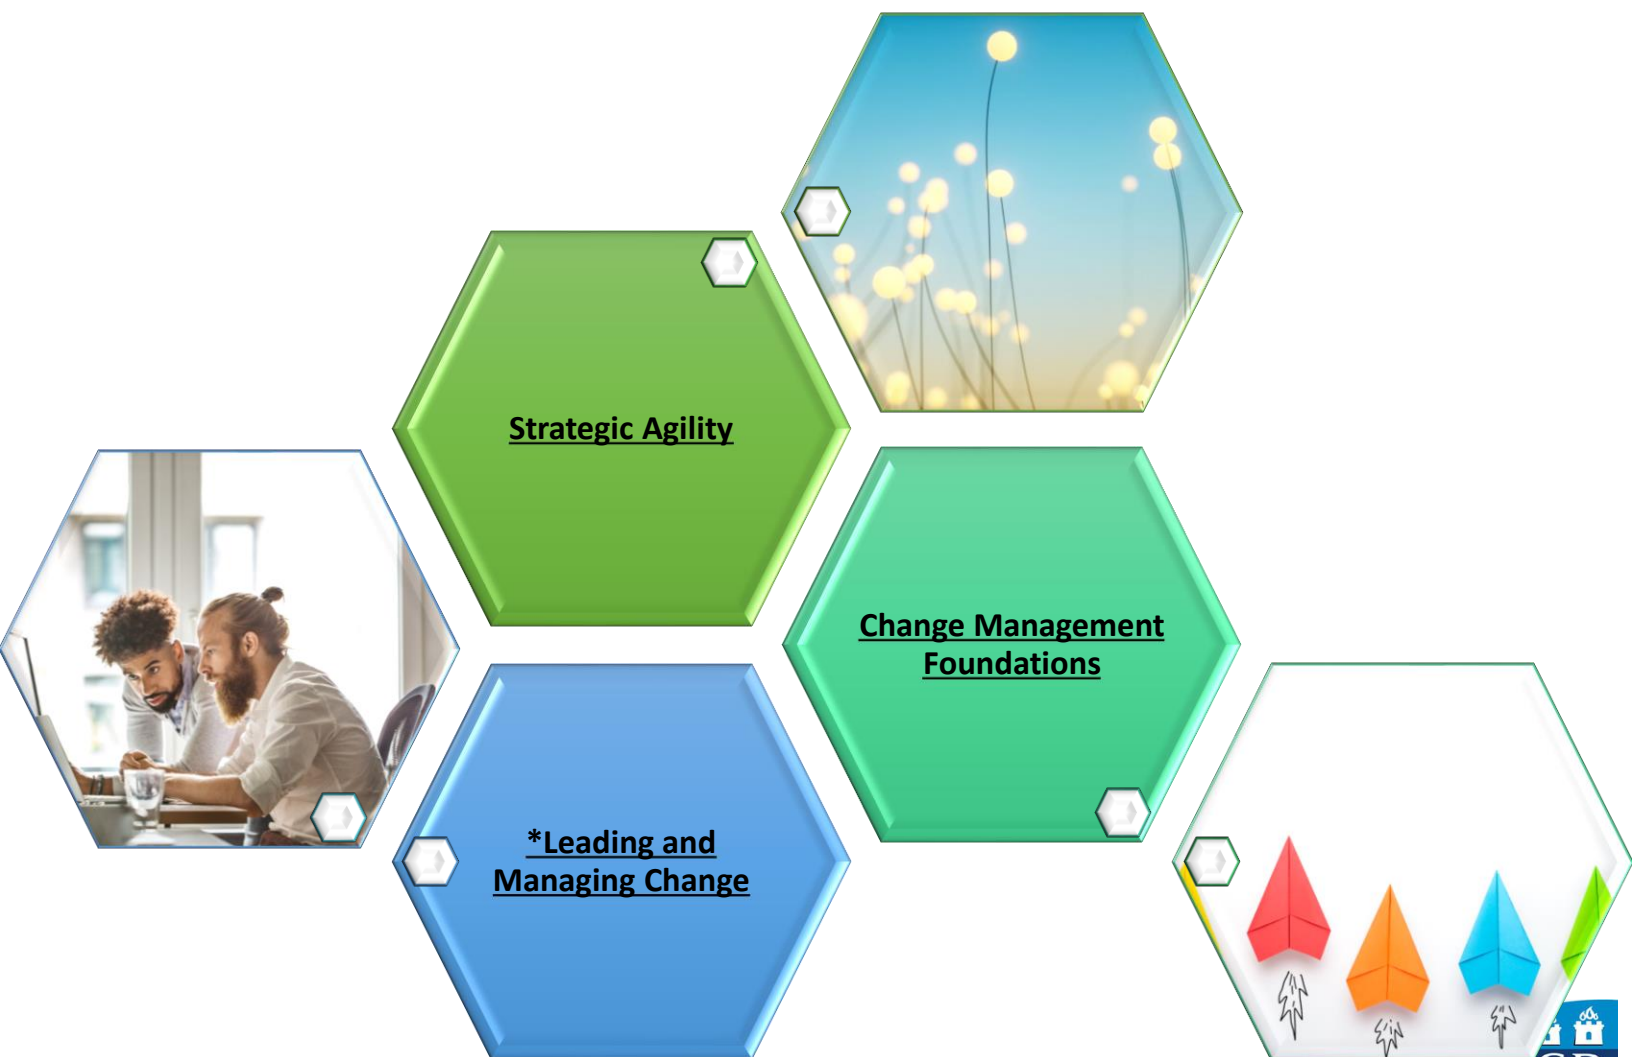 Strategic Agility
Change Management
Foundations
*Leading and
Managing Change